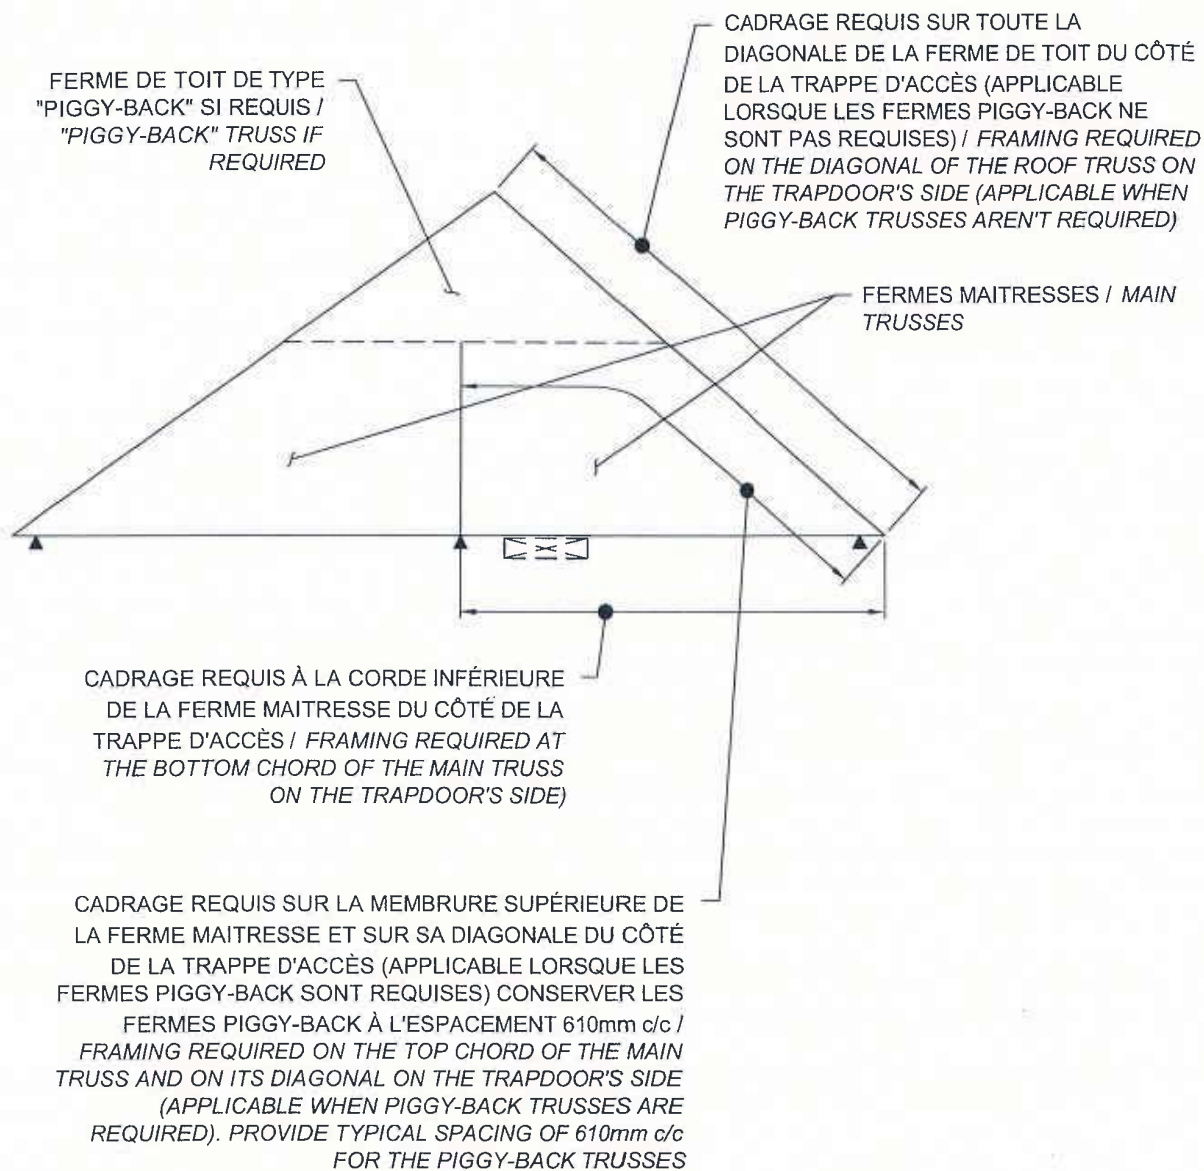 FERME DE TOIT DE TYPE
"PIGGY-BACK" SI REQUIS /
"PIGGY-BACK" TRUSS IF
REQUIRED
CADRAGE REQUIS SUR TOUTE LA
DIAGONALE DE LA FERME DE TOIT DU CÔTÉ
DE LA TRAPPE D'ACCÈS (APPLICABLE
LORSQUE LES FERMES PIGGY-BACK NE
SONT PAS REQUISES) / FRAMING REQUIRED
ON THE DIAGONAL OF THE ROOF TRUSS ON
THE TRAPDOOR'S SIDE (APPLICABLE WHEN
PIGGY-BACK TRUSSES AREN'T REQUIRED)
FERMES MAITRESSES / MAIN
TRUSSES
CADRAGE REQUIS À LA CORDE INFÉRIEURE
DE LA FERME MAITRESSE DU CÔTÉ DE LA
TRAPPE D'ACCÈS / FRAMING REQUIRED AT
THE BOTTOM CHORD OF THE MAIN TRUSS
ON THE TRAPDOOR'S SIDE)
CADRAGE REQUIS SUR LA MEMBRURE SUPÉRIEURE DE
LA FERME MAITRESSE ET SUR SA DIAGONALE DU CÔTÉ
DE LA TRAPPE D'ACCÈS (APPLICABLE LORSQUE LES
FERMES PIGGY-BACK SONT REQUISES) CONSERVER LES
FERMES PIGGY-BACK À L'ESPACEMENT 610mm c/c /
FRAMING REQUIRED ON THE TOP CHORD OF THE MAIN
TRUSS AND ON ITS DIAGONAL ON THE TRAPDOOR'S SIDE
(APPLICABLE WHEN PIGGY-BACK TRUSSES ARE
REQUIRED). PROVIDE TYPICAL SPACING OF 610mm c/c
FOR THE PIGGY-BACK TRUSSES